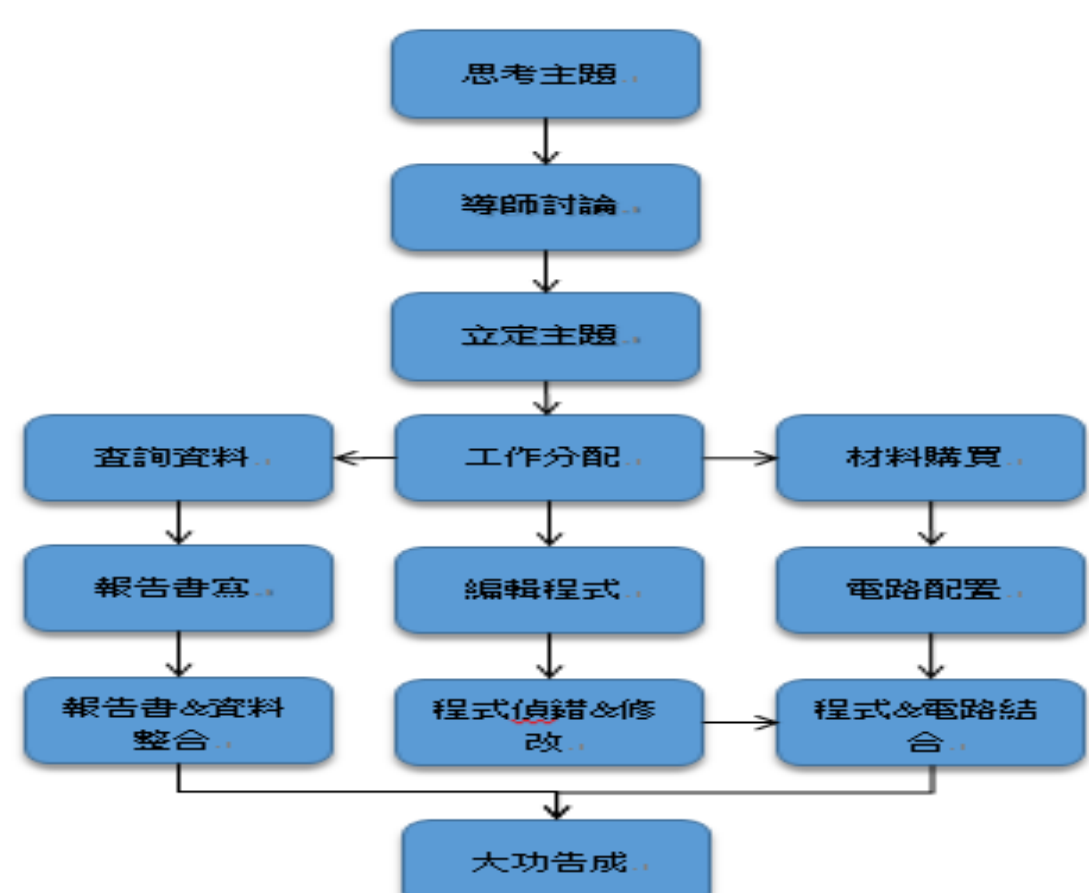 思考主題
導師討論
立定主題
查詢資料
工作分配
材料購買
報告書寫
編輯程式
電路配置
報告書&資料
整合
程式偵錯&修
改
程式&電路結
合
大功告成